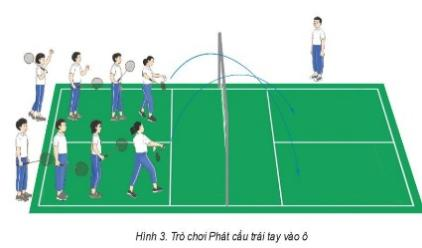 Hình 3. Trò chơi Phát cầu trái tay vào ô